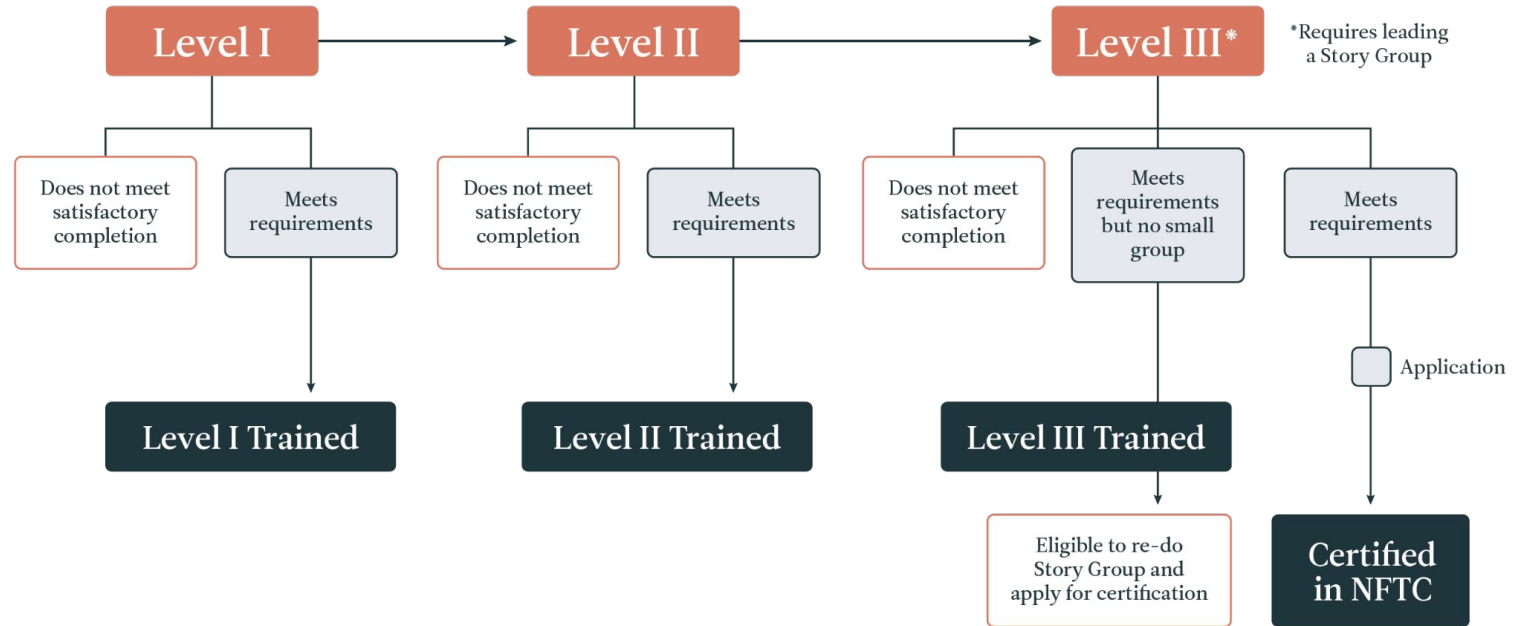 Level I
Level II
Level III*
*Requires leading
a Story Group
Does not meet
satisfactory
completion
Meets
requirements
Does not meet
satisfactory
completion
Meets
requirements
Does not meet
satisfactory
completion
Meets
requirements
but no small
group
Meets
requirements
Application
Level I Trained
Level II Trained
Level III Trained
Eligible to re-do
Story Group and
apply for certification
Certified
in NFTC